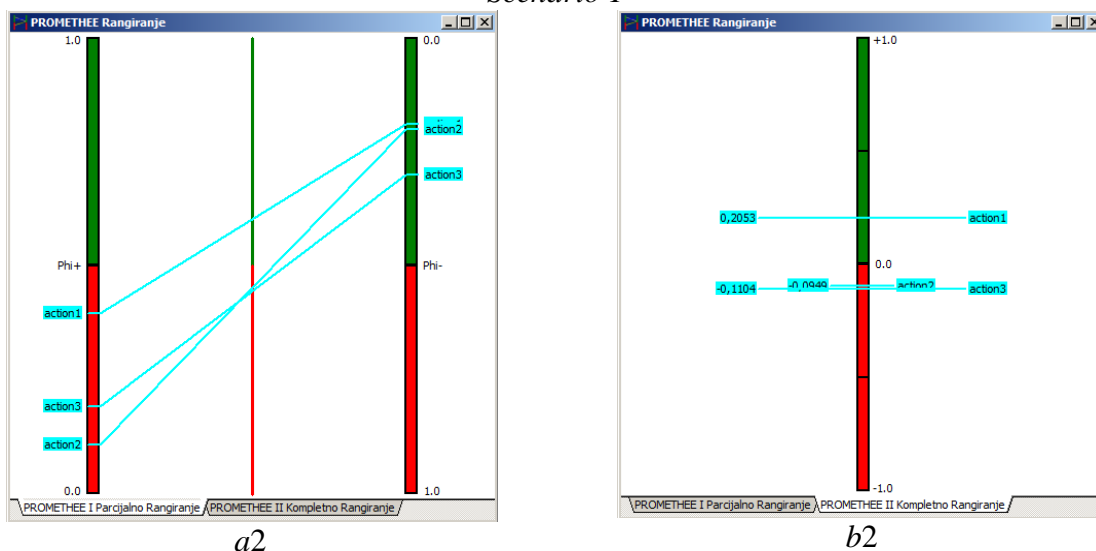 PROMETHEE Rangiranje
1.0
0.0
action2
action3
Phi+
Phi-
action1
action3
action2
0.0
1.0
PROMETHEE I Parcijalno Rangiranje
PROMETHEE II Kompletno Rangiranje
a2
PROMETHEE Rangiranje
+1.0
0,2053
action1
0.0
-0,0949
action2
-0,1104
action3
-1.0
PROMETHEE I Parcijalno Rangiranje
PROMETHEE II Kompletno Rangiranje
b2